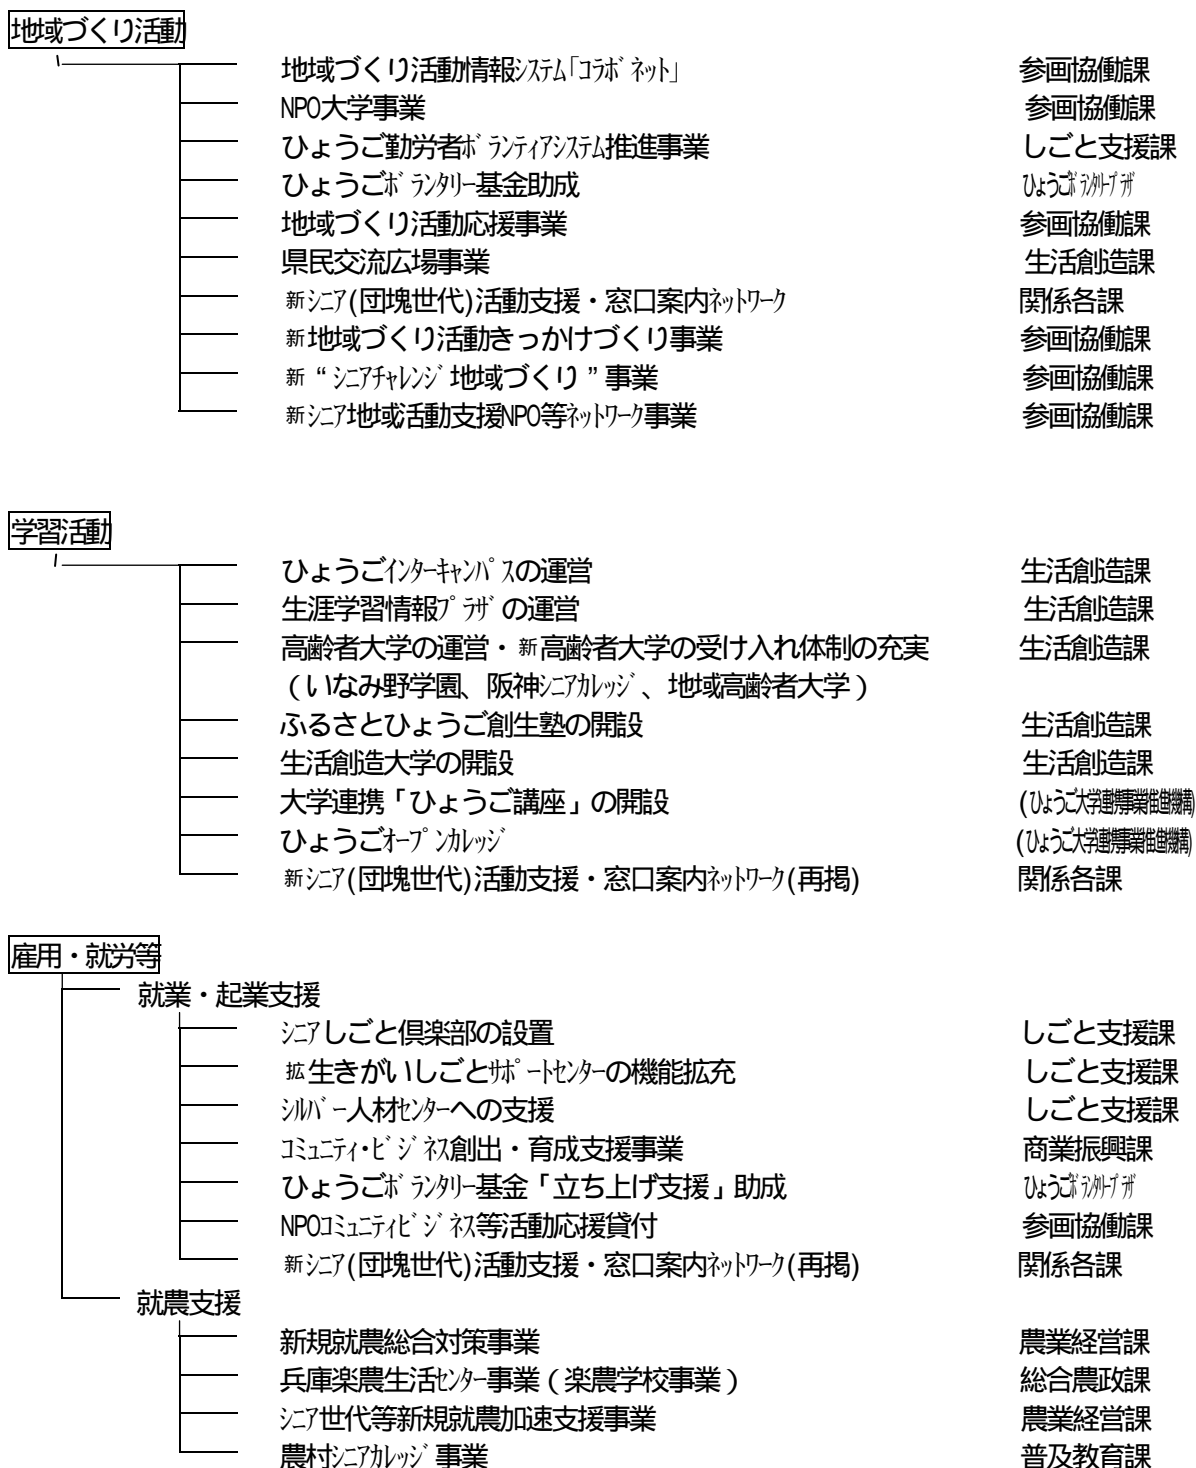 地域づくり活動
地域づくり活動情報ｼｽﾃﾑ「ｺﾗﾎﾞﾈｯﾄ」 参画協働課
NPO大学事業 参画協働課
ひょうご勤労者ﾎﾞﾗﾝﾃｨｱｼｽﾃﾑ推進事業 しごと支援課
ひょうごﾎﾞﾗﾝﾀﾘｰ基金助成 ひょうごﾎﾞﾗﾝﾀﾘｰﾌﾟﾗｻﾞ
地域づくり活動応援事業 参画協働課
県民交流広場事業 生活創造課
新ｼﾆｱ(団塊世代)活動支援・窓口案内ﾈｯﾄﾜｰｸ 関係各課
新地域づくり活動きっかけづくり事業 参画協働課
新“ｼﾆｱﾁｬﾚﾝｼﾞ地域づくり”事業 参画協働課
新ｼﾆｱ地域活動支援NPO等ﾈｯﾄﾜｰｸ事業 参画協働課
学習活動
ひょうごｲﾝﾀｰｷｬﾝﾊﾟｽの運営 生活創造課
生涯学習情報ﾌﾟﾗｻﾞの運営 生活創造課
高齢者大学の運営・新高齢者大学の受け入れ体制の充実 生活創造課
（いなみ野学園、阪神ｼﾆｱｶﾚｯｼﾞ、地域高齢者大学）
ふるさとひょうご創生塾の開設 生活創造課
生活創造大学の開設 生活創造課
大学連携「ひょうご講座」の開設 (ひょうご大学連携事業推進機構)
ひょうごｵｰﾌﾟﾝｶﾚｯｼﾞ (ひょうご大学連携事業推進機構)
新ｼﾆｱ(団塊世代)活動支援・窓口案内ﾈｯﾄﾜｰｸ(再掲) 関係各課
雇用・就労等
就業・起業支援
ｼﾆｱしごと倶楽部の設置 しごと支援課
拡生きがいしごとｻﾎﾟｰﾄｾﾝﾀｰの機能拡充 しごと支援課
ｼﾙﾊﾞｰ人材ｾﾝﾀｰへの支援 しごと支援課
ｺﾐｭﾆﾃｨ･ﾋﾞｼﾞﾈｽ創出・育成支援事業 商業振興課
ひょうごﾎﾞﾗﾝﾀﾘｰ基金「立ち上げ支援」助成 ひょうごﾎﾞﾗﾝﾀﾘｰﾌﾟﾗｻﾞ
NPOｺﾐｭﾆﾃｨﾋﾞｼﾞﾈｽ等活動応援貸付 参画協働課
新ｼﾆｱ(団塊世代)活動支援・窓口案内ﾈｯﾄﾜｰｸ(再掲) 関係各課
就農支援
新規就農総合対策事業 農業経営課
兵庫楽農生活ｾﾝﾀｰ事業（楽農学校事業） 総合農政課
ｼﾆｱ世代等新規就農加速支援事業 農業経営課
農村ｼﾆｱｶﾚｯｼﾞ事業 普及教育課